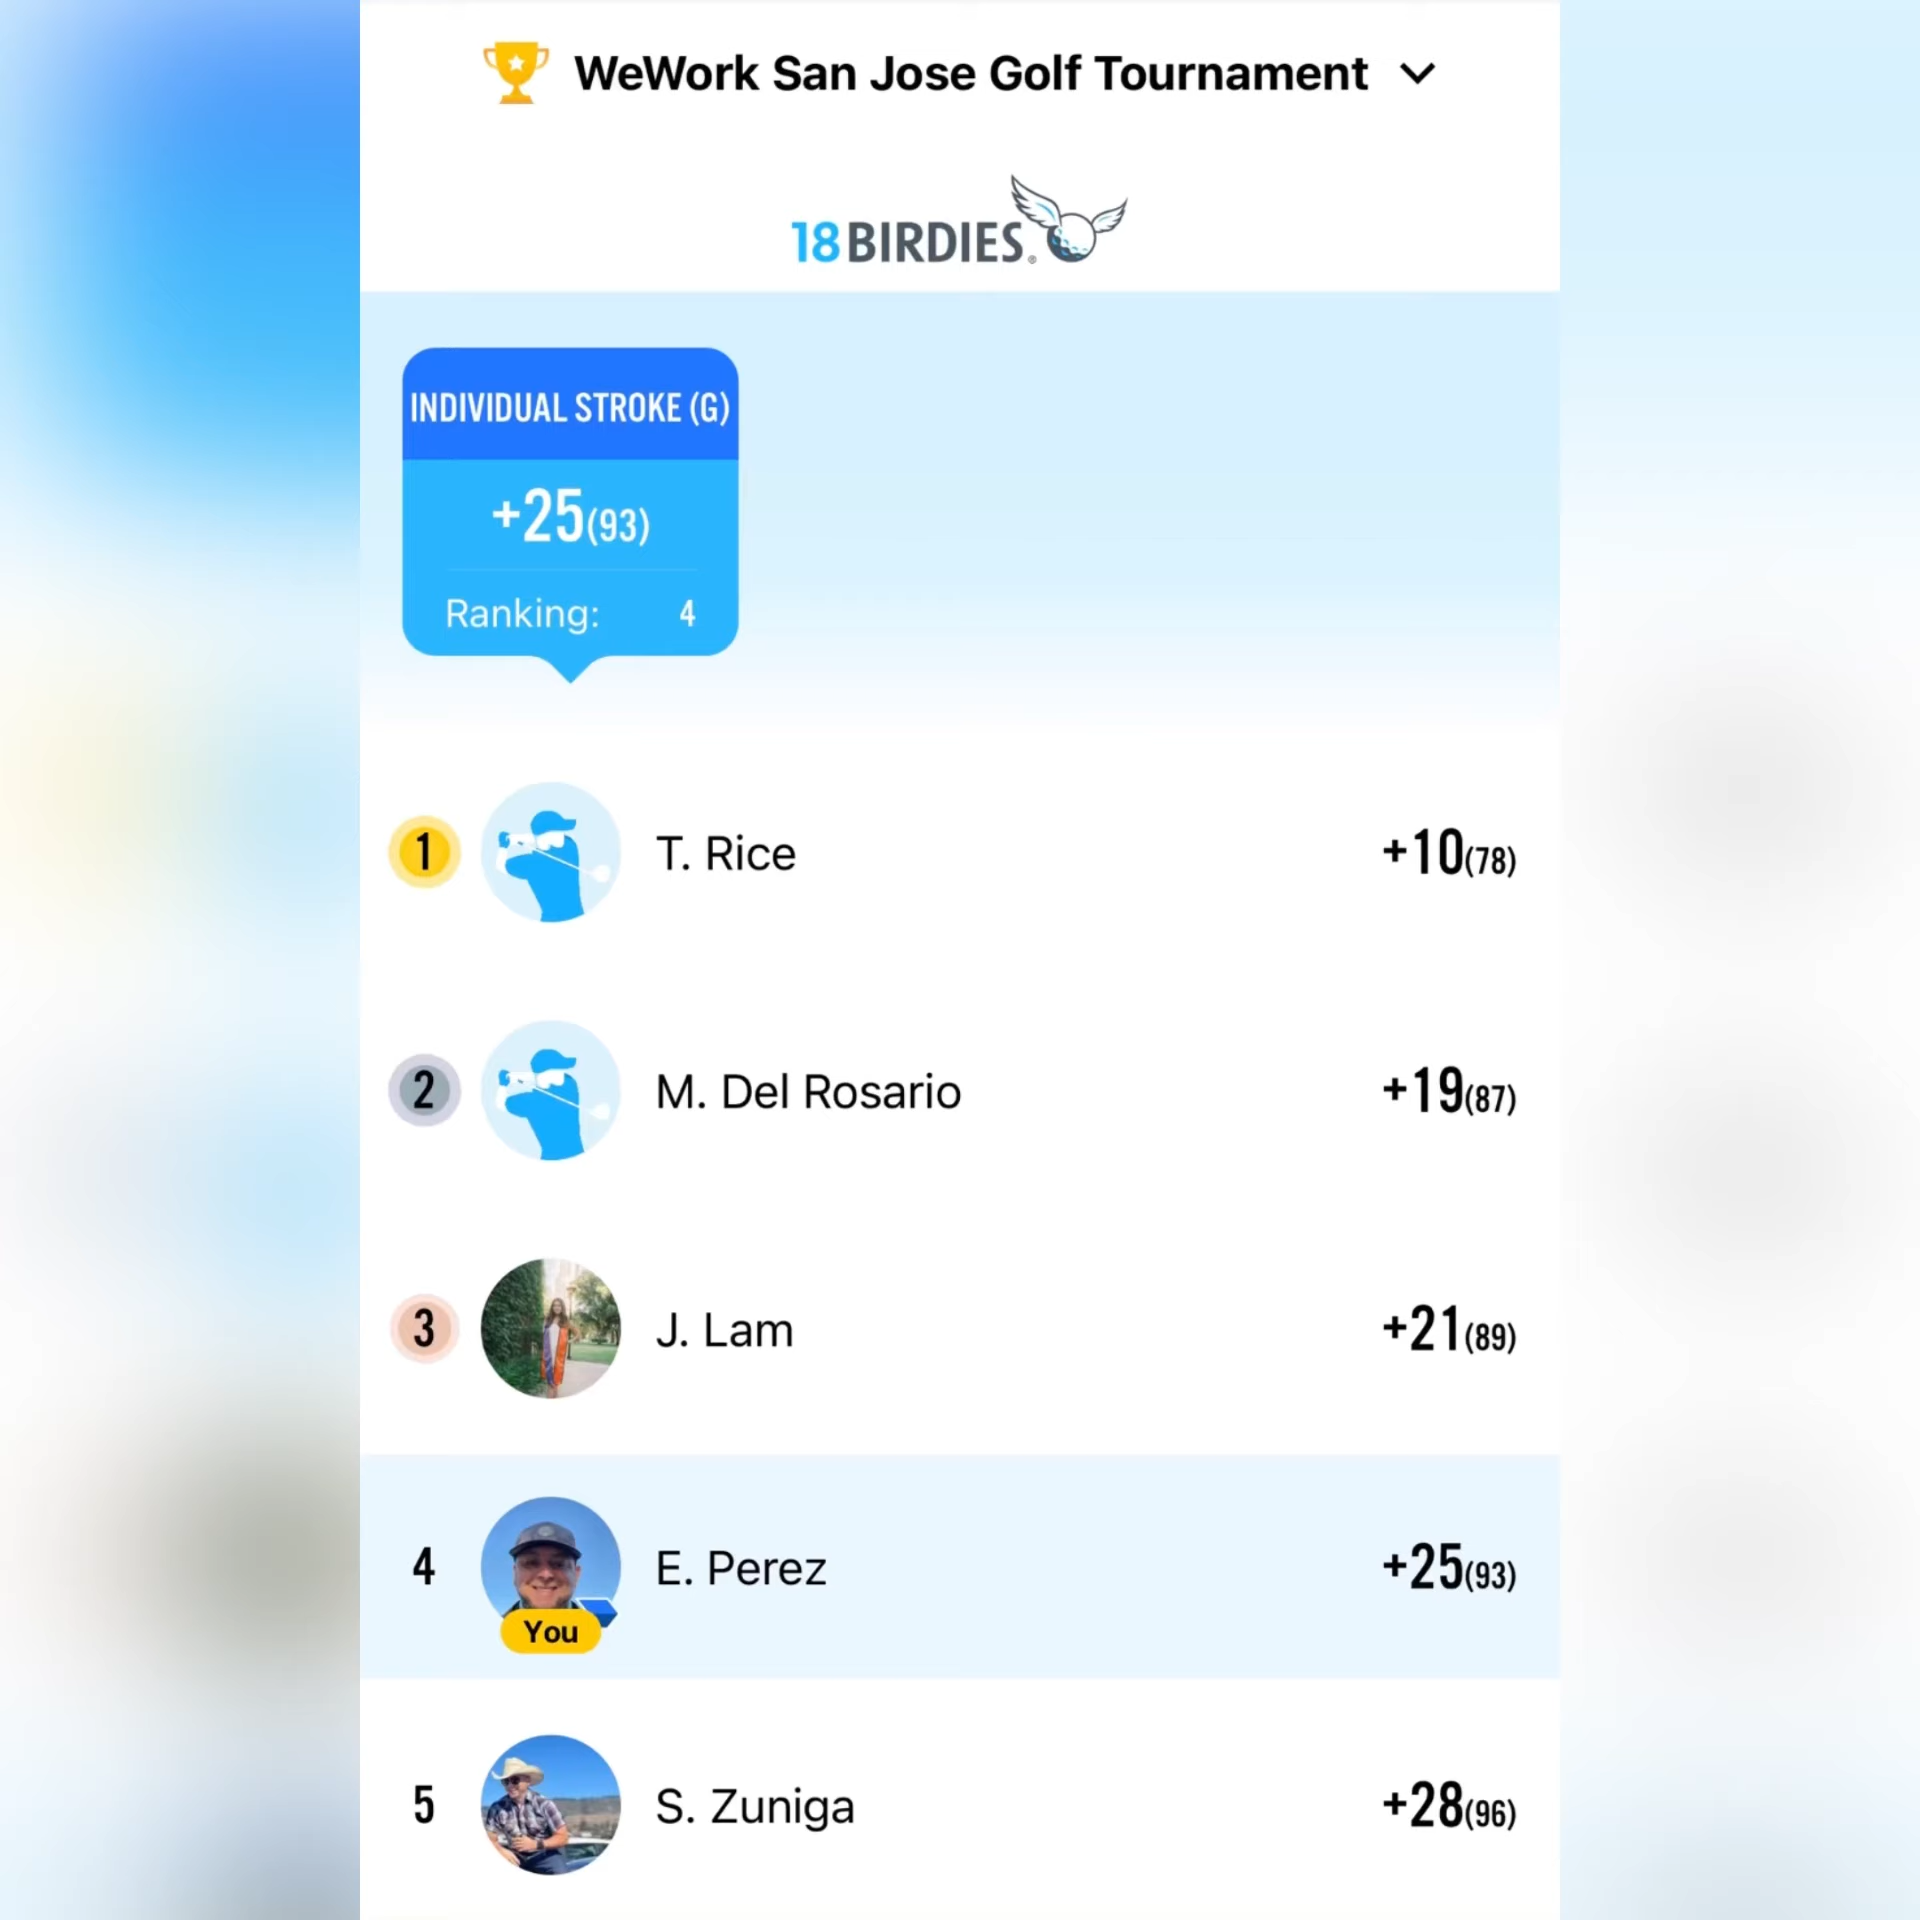 WeWork San Jose Golf Tournament
18BIRDIES®
INDIVIDUAL STROKE (G)
+25(93)
Ranking: 4
1 T. Rice +10(78)
2 M. Del Rosario +19(87)
3 J. Lam +21(89)
4 E. Perez +25(93)
You
5 S. Zuniga +28(96)